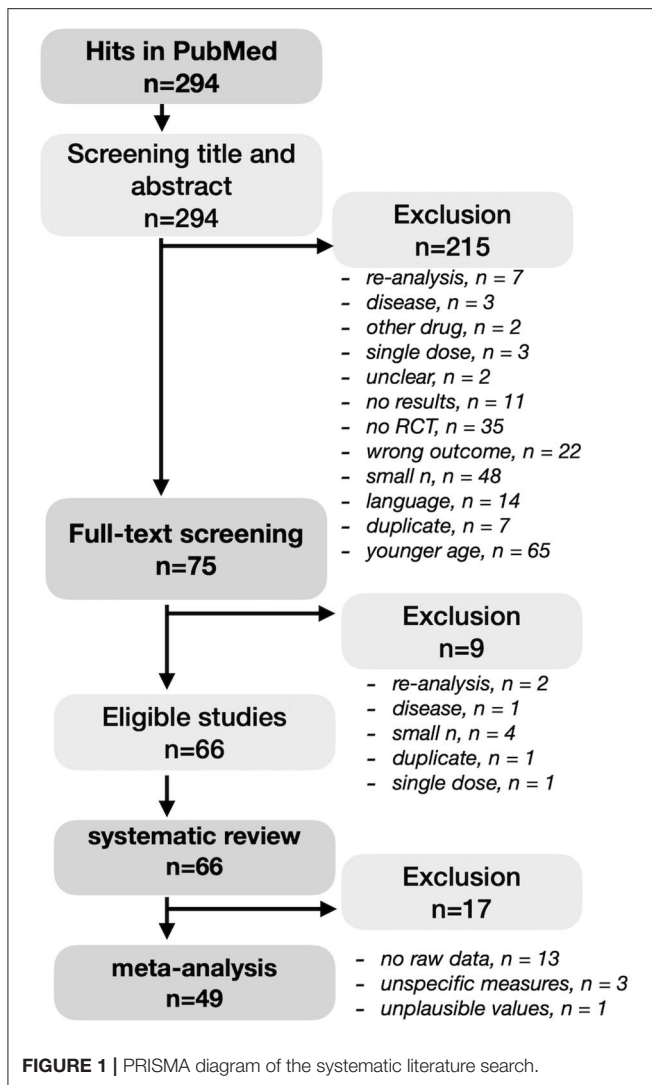 Hits in PubMed
n=294
Screening title and
abstract
n=294
Exclusion
n=215
- re-analysis, n = 7
- disease, n = 3
- other drug, n = 2
- single dose, n = 3
- unclear, n = 2
- no results, n = 11
- no RCT, n = 35
- wrong outcome, n = 22
- small n, n = 48
- language, n = 14
- duplicate, n = 7
- younger age, n = 65
Full-text screening
n=75
Exclusion
n=9
- re-analysis, n = 2
- disease, n = 1
- small n, n = 4
- duplicate, n = 1
- single dose, n = 1
Eligible studies
n=66
systematic review
n=66
Exclusion
n=17
- no raw data, n = 13
- unspecific measures, n = 3
- unplausible values, n = 1
meta-analysis
n=49
FIGURE 1 | PRISMA diagram of the systematic literature search.